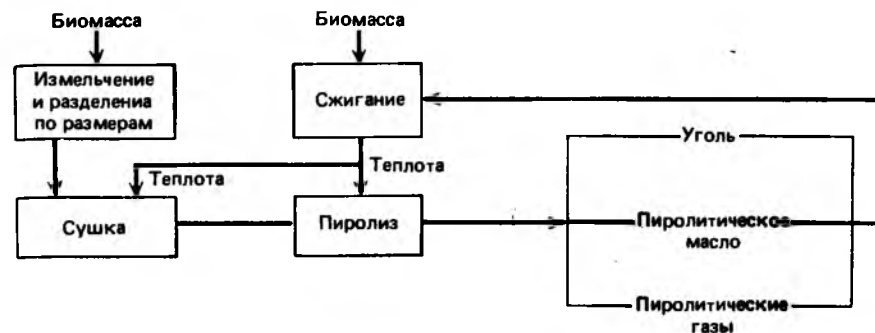 Биомасса
Биомасса
Измельчение
и разделения
по размерам
Сжигание
Уголь
Теплота
Теплота
Сушка
Пиролиз
Пиролитическое
масло
Пиролитические
газы